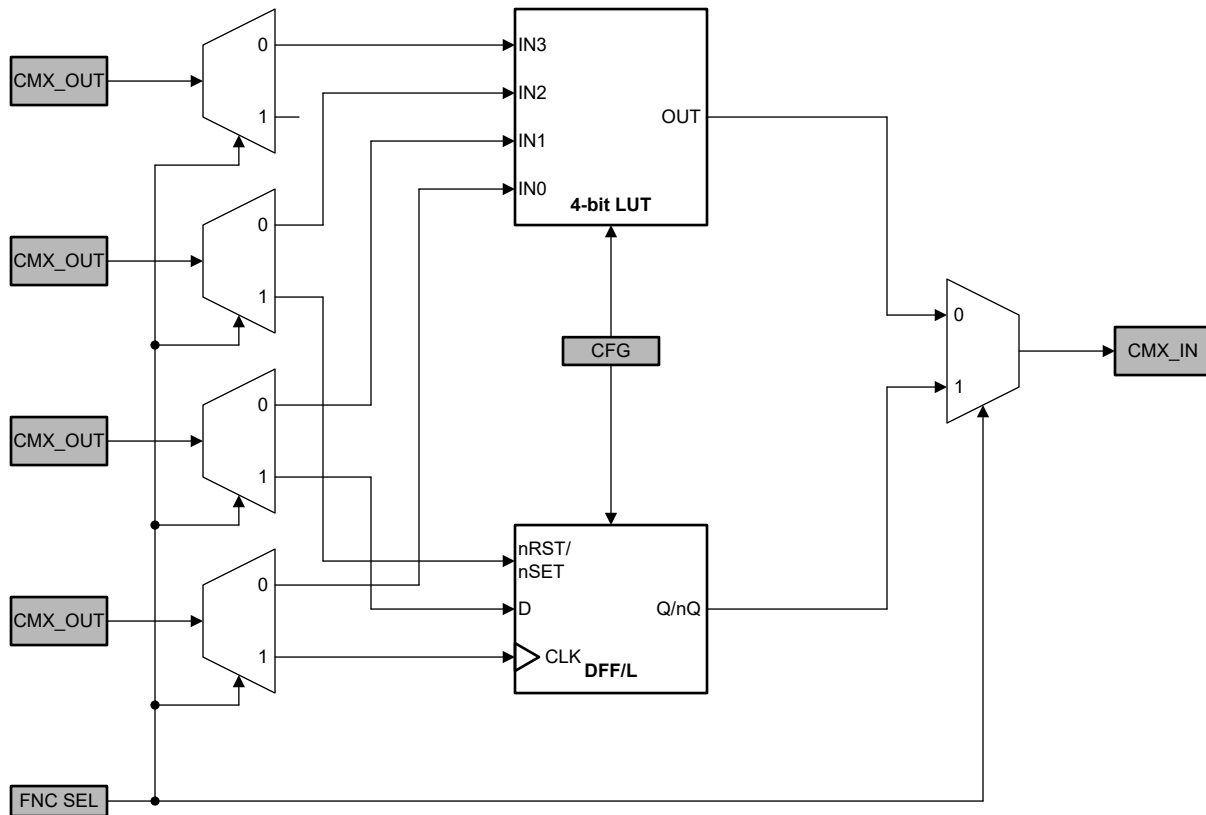 0
IN3
CMX_OUT
IN2
1
OUT
IN1
IN0
4-bit LUT
0
CMX_OUT
1
0
CFG
CMX_IN
1
0
CMX_OUT
1
nRST/
nSET
0
CMX_OUT
D
Q/nQ
1
CLK
DFF/L
FNC SEL